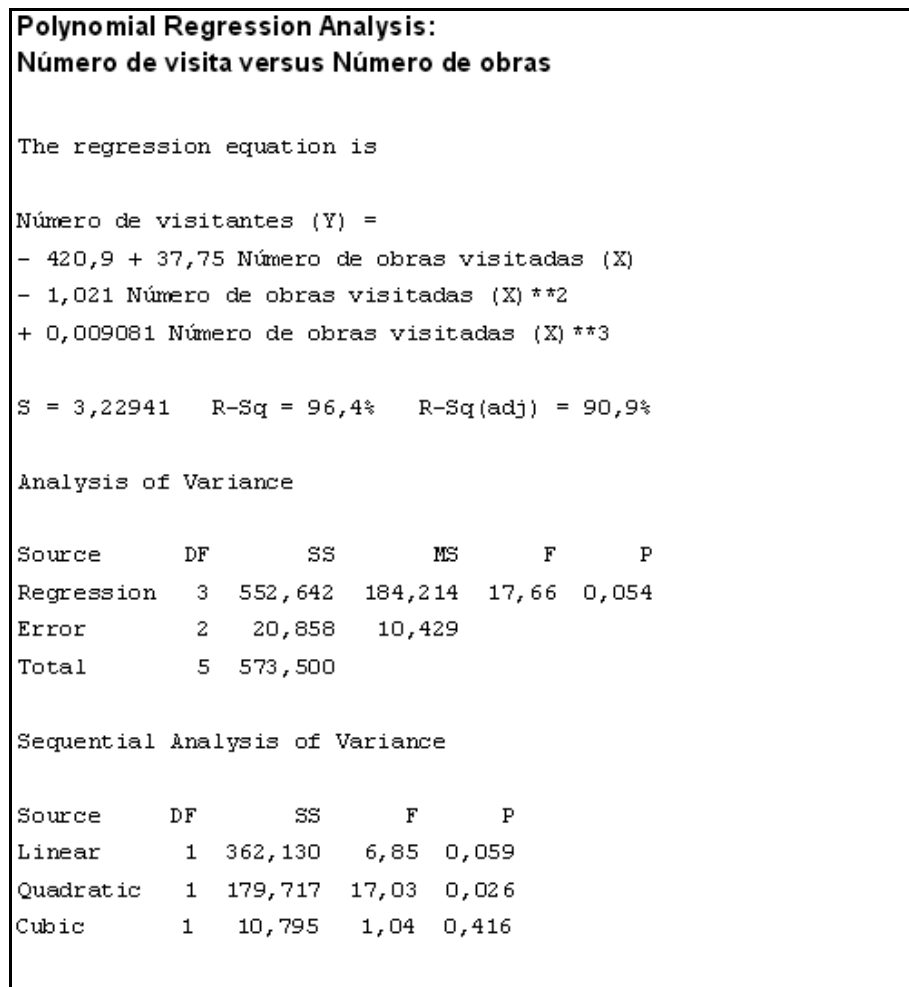 Polynomial Regression Analysis:
Número de visita versus Número de obras
The regression equation is
Número de visitantes (Y) =
- 420,9 + 37,75 Número de obras visitadas (X)
- 1,021 Número de obras visitadas (X)**2
+ 0,009081 Número de obras visitadas (X)**3
S = 3,22941 R-Sq = 96,4% R-Sq(adj) = 90,9%
Analysis of Variance
Source DF SS MS F P
Regression 3 552,642 184,214 17,66 0,054
Error 2 20,858 10,429
Total 5 573,500
Sequential Analysis of Variance
Source DF SS F P
Linear 1 362,130 6,85 0,059
Quadratic 1 179,717 17,03 0,026
Cubic 1 10,795 1,04 0,416